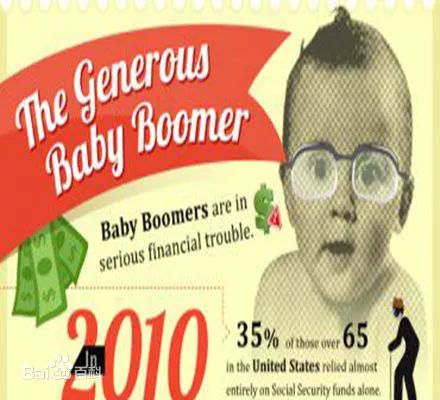 The Generous
Baby Boomer
Baby Boomers are in
serious financial trouble.
In
2010
35% of those over 65
in the United States relied almost
entirely on Social Security funds alone.
Bai百科